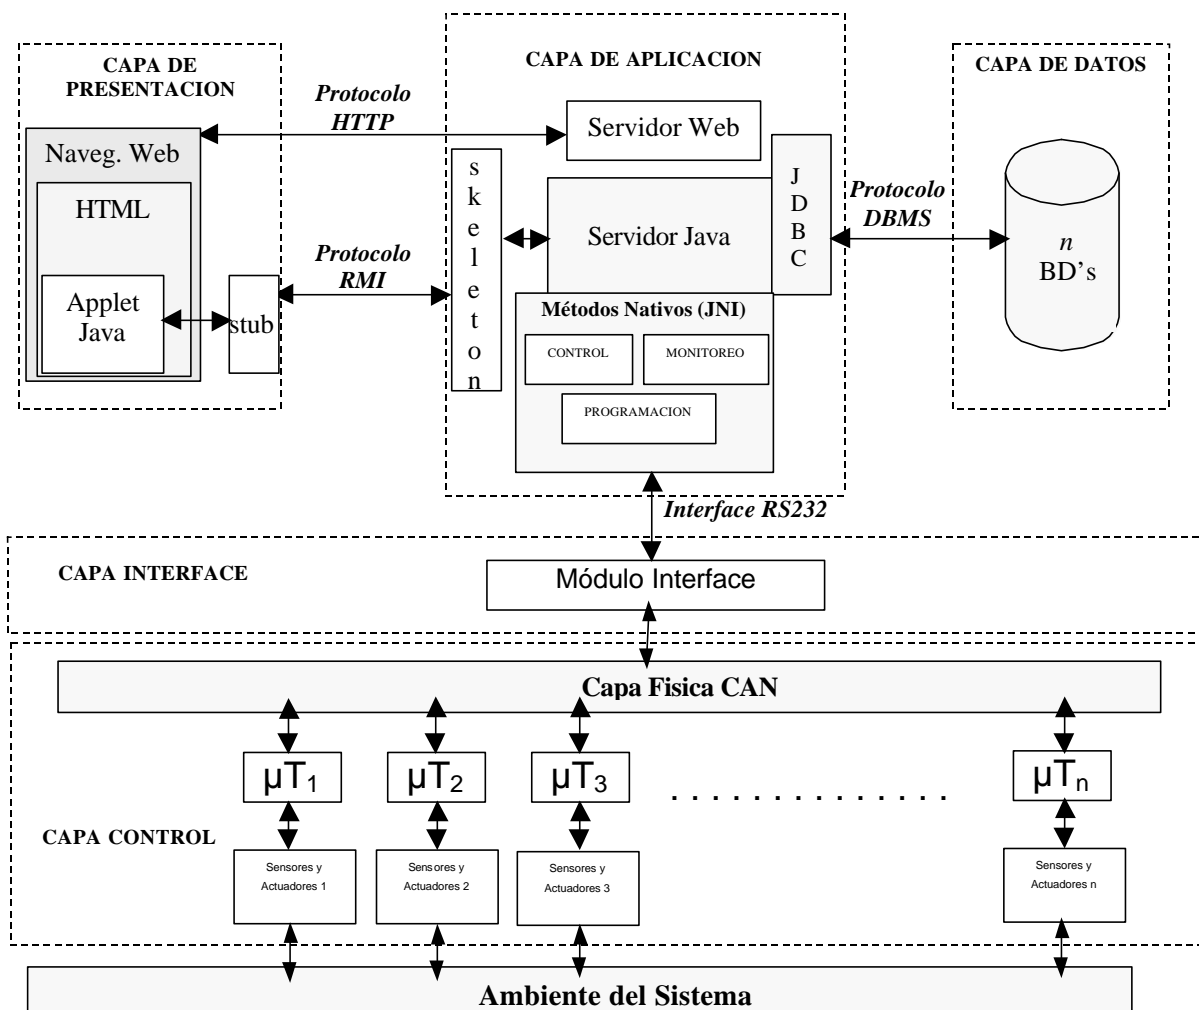 CAPA DE
PRESENTACION
Naveg. Web
HTML
Applet
Java
stub
Protocolo
HTTP
Protocolo
RMI
CAPA DE APLICACION
Servidor Web
s
k
e
l
e
t
o
n
Servidor Java
J
D
B
C
Métodos Nativos (JNI)
CONTROL
MONITOREO
PROGRAMACION
Protocolo
DBMS
CAPA DE DATOS
n
BD's
Interface RS232
CAPA INTERFACE
Módulo Interface
Capa Fisica CAN
µT1
µT2
µT3
. . . . . . . . . . . . . .
µTn
CAPA CONTROL
Sensores y
Actuadores 1
Sensores y
Actuadores 2
Sensores y
Actuadores 3
Sensores y
Actuadores n
Ambiente del Sistema